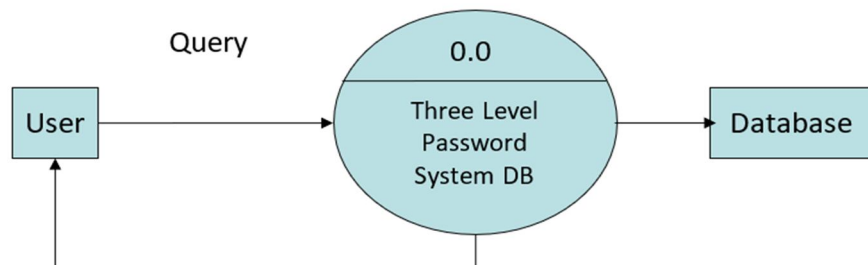 Query
0.0
User
Three Level
Password
System DB
Database